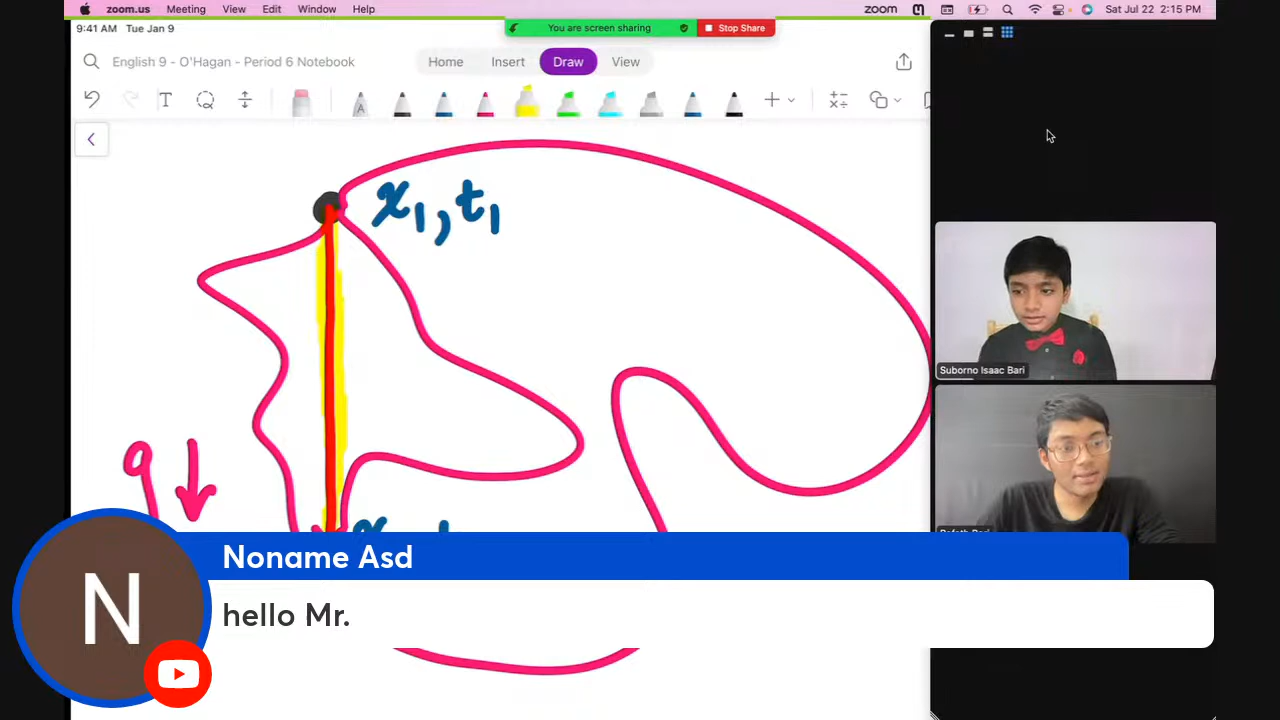 zoom.us Meeting View Edit Window Help
zoom Sat Jul 22 2:15 PM
9:41 AM Tue Jan 9
You are screen sharing Stop Share
English 9 - O'Hagan - Period 6 Notebook Home Insert Draw View
T
A
x₁, t₁
Suborno Isaac Bari
g
Noname Asd
N
hello Mr.